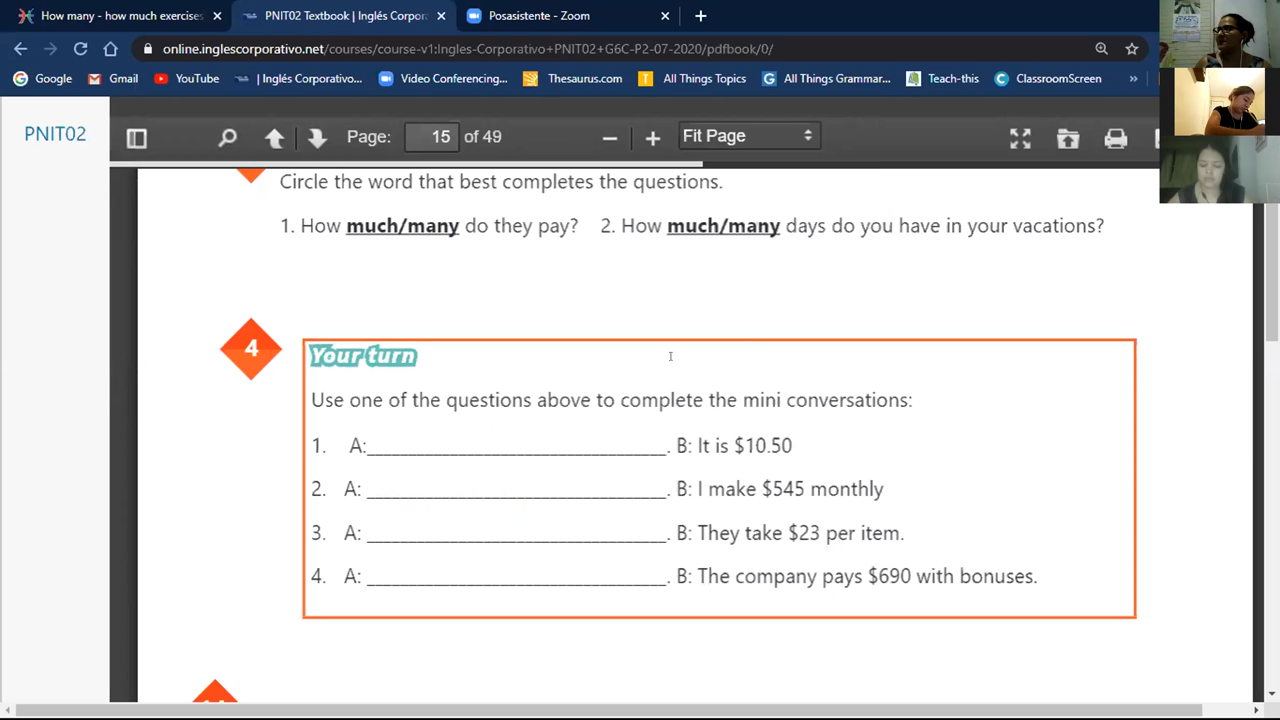 How many - how much exercises
PNIT02 Textbook | Inglés Corpor
Posasistente - Zoom
online.inglescorporativo.net/courses/course-v1:Ingles-Corporativo+PNIT02+G6C-P2-07-2020/pdfbook/0/
Google Gmail YouTube | Inglés Corporativo... Video Conferencing... Thesaurus.com All Things Topics All Things Grammar... Teach-this ClassroomScreen »
PNIT02
Page: 15 of 49 Fit Page
Circle the word that best completes the questions.
1. How much/many do they pay? 2. How much/many days do you have in your vacations?
4
Your turn
Use one of the questions above to complete the mini conversations:
1. A:______________________________. B: It is $10.50
2. A: ______________________________. B: I make $545 monthly
3. A: ______________________________. B: They take $23 per item.
4. A: ______________________________. B: The company pays $690 with bonuses.